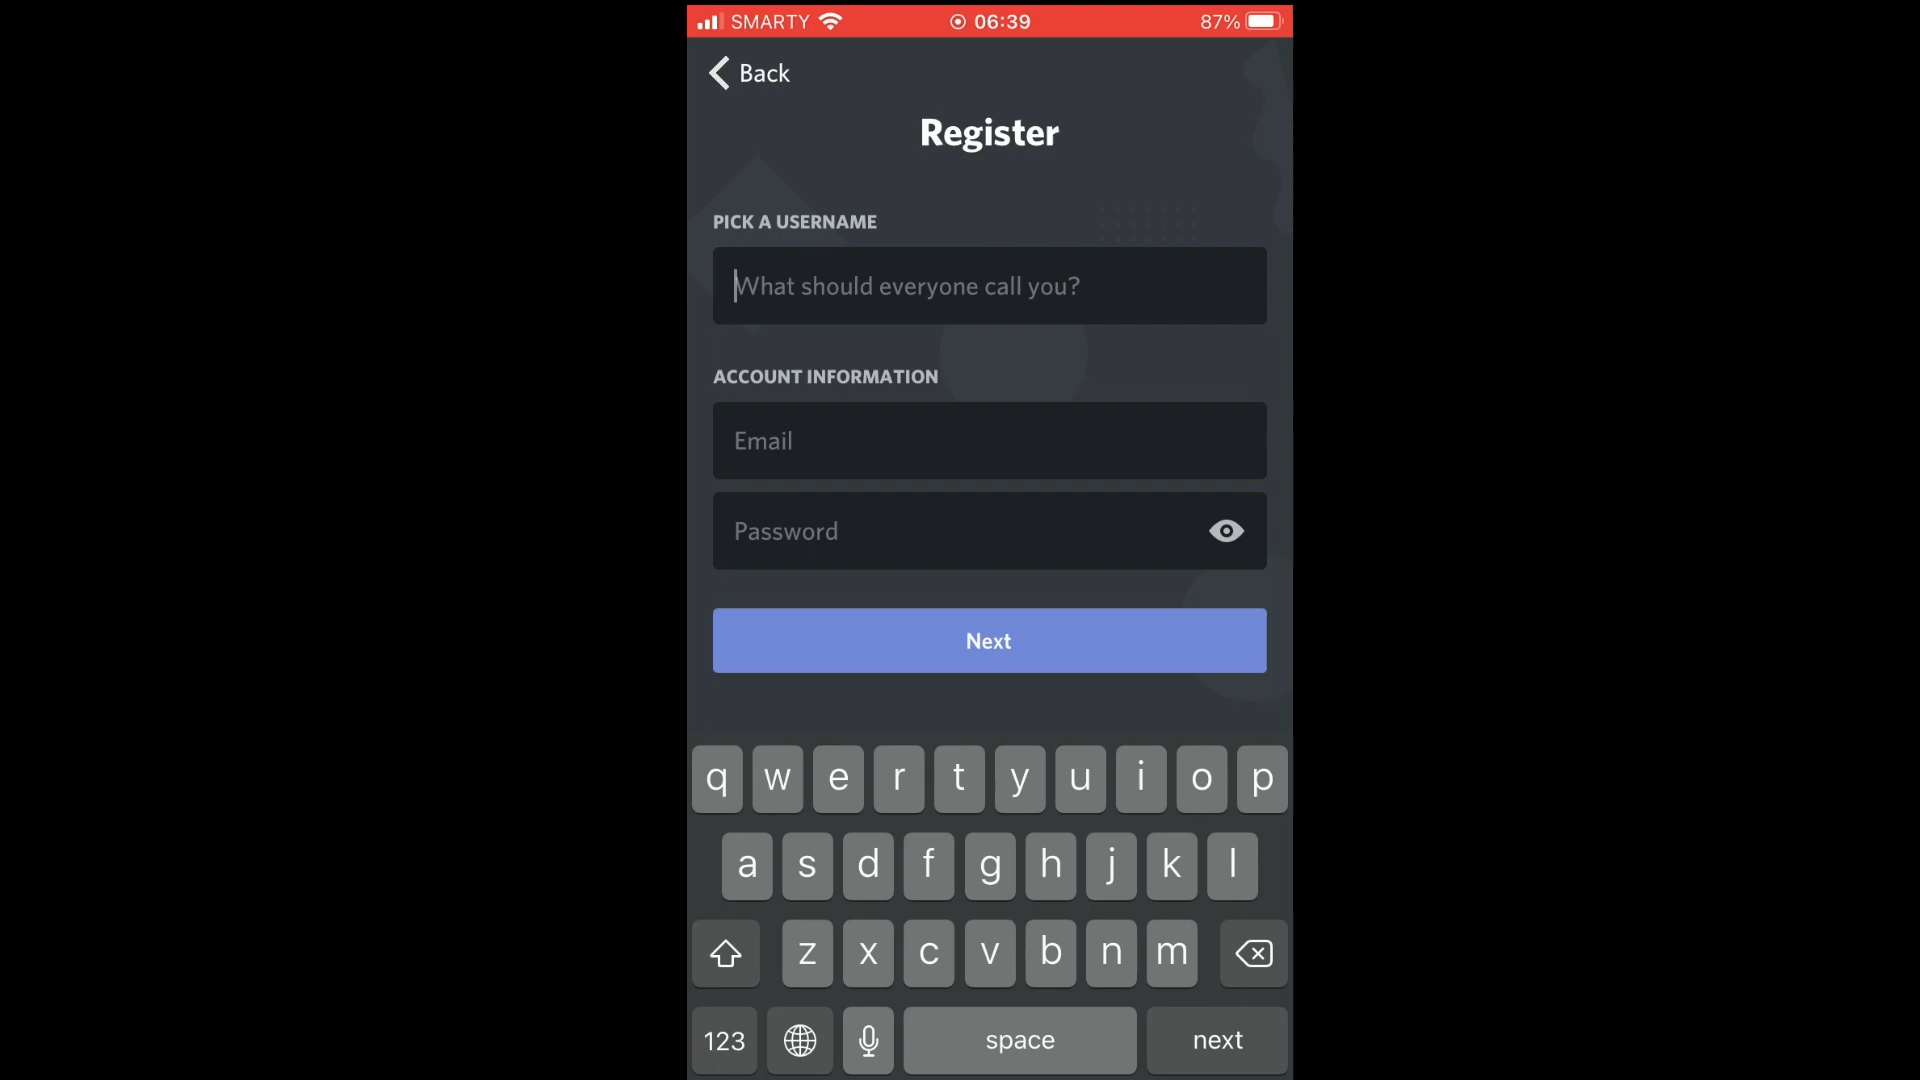 SMARTY 06:39 87%
Back
Register
PICK A USERNAME
What should everyone call you?
ACCOUNT INFORMATION
Email
Password
Next
q w e r t y u i o p
a s d f g h j k l
z x c v b n m
123 space next